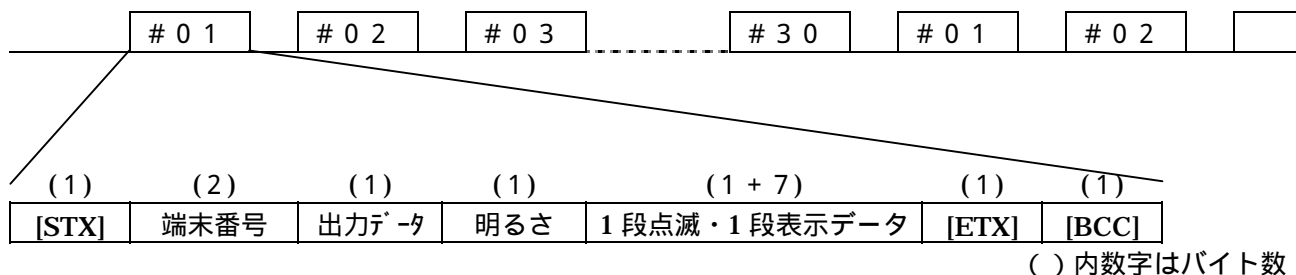 #01 #02 #03 #30 #01 #02
(1) (2) (1) (1) (1+7) (1) (1)
[STX] 端末番号 出力ﾃﾞｰﾀ 明るさ 1段点滅・1段表示データ [ETX] [BCC]
( )内数字はバイト数